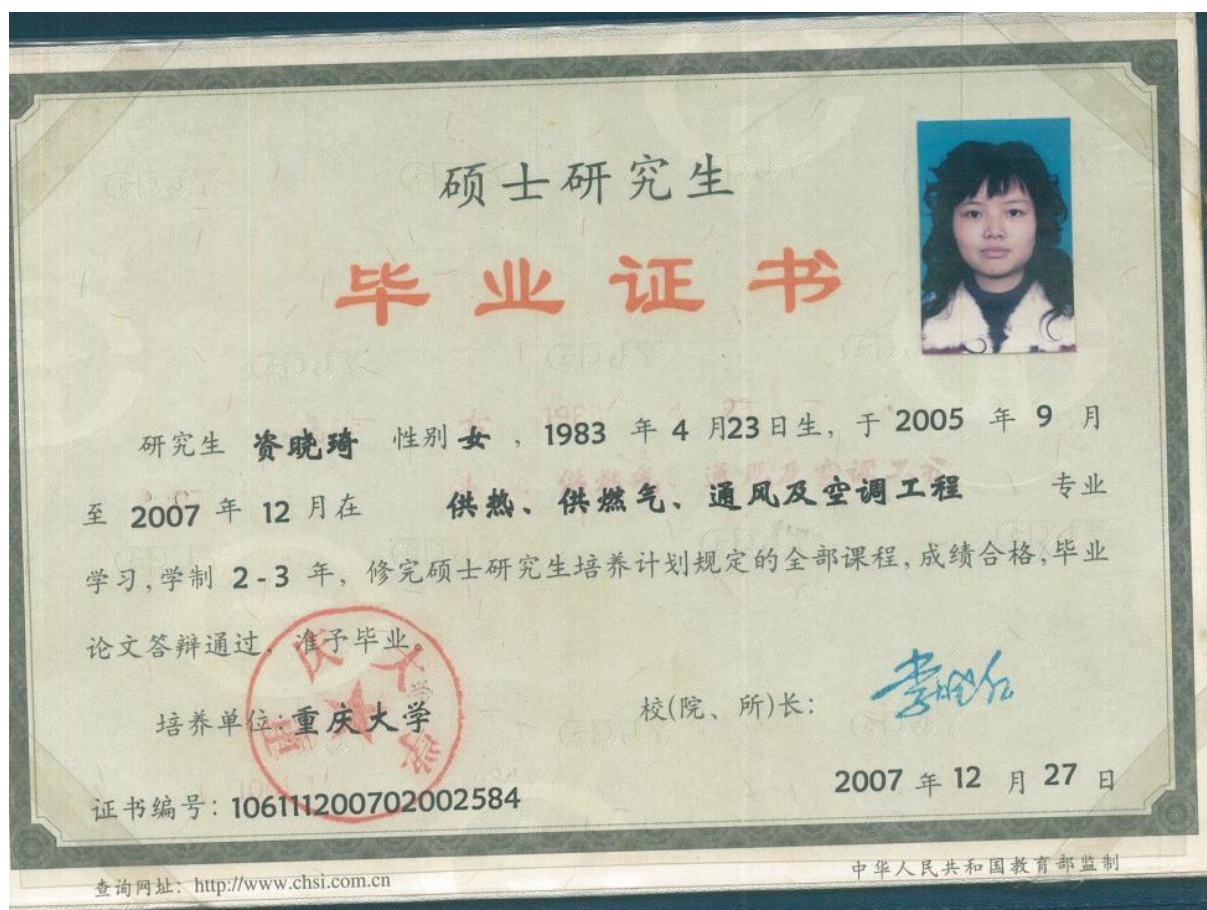 硕士研究生
毕业证书
研究生 资晓琦 性别 女 ，1983 年 4 月23日生，于 2005 年 9 月
至 2007 年 12 月在 供热、供燃气、通风及空调工程 专业
学习,学制 2-3 年，修完硕士研究生培养计划规定的全部课程,成绩合格,毕业
论文答辩通过，准予毕业。
重庆大学
培养单位:重庆大学
校(院、所)长:
2007 年 12 月 27 日
证书编号: 106111200702002584
中华人民共和国教育部监制
查询网址: http://www.chsi.com.cn